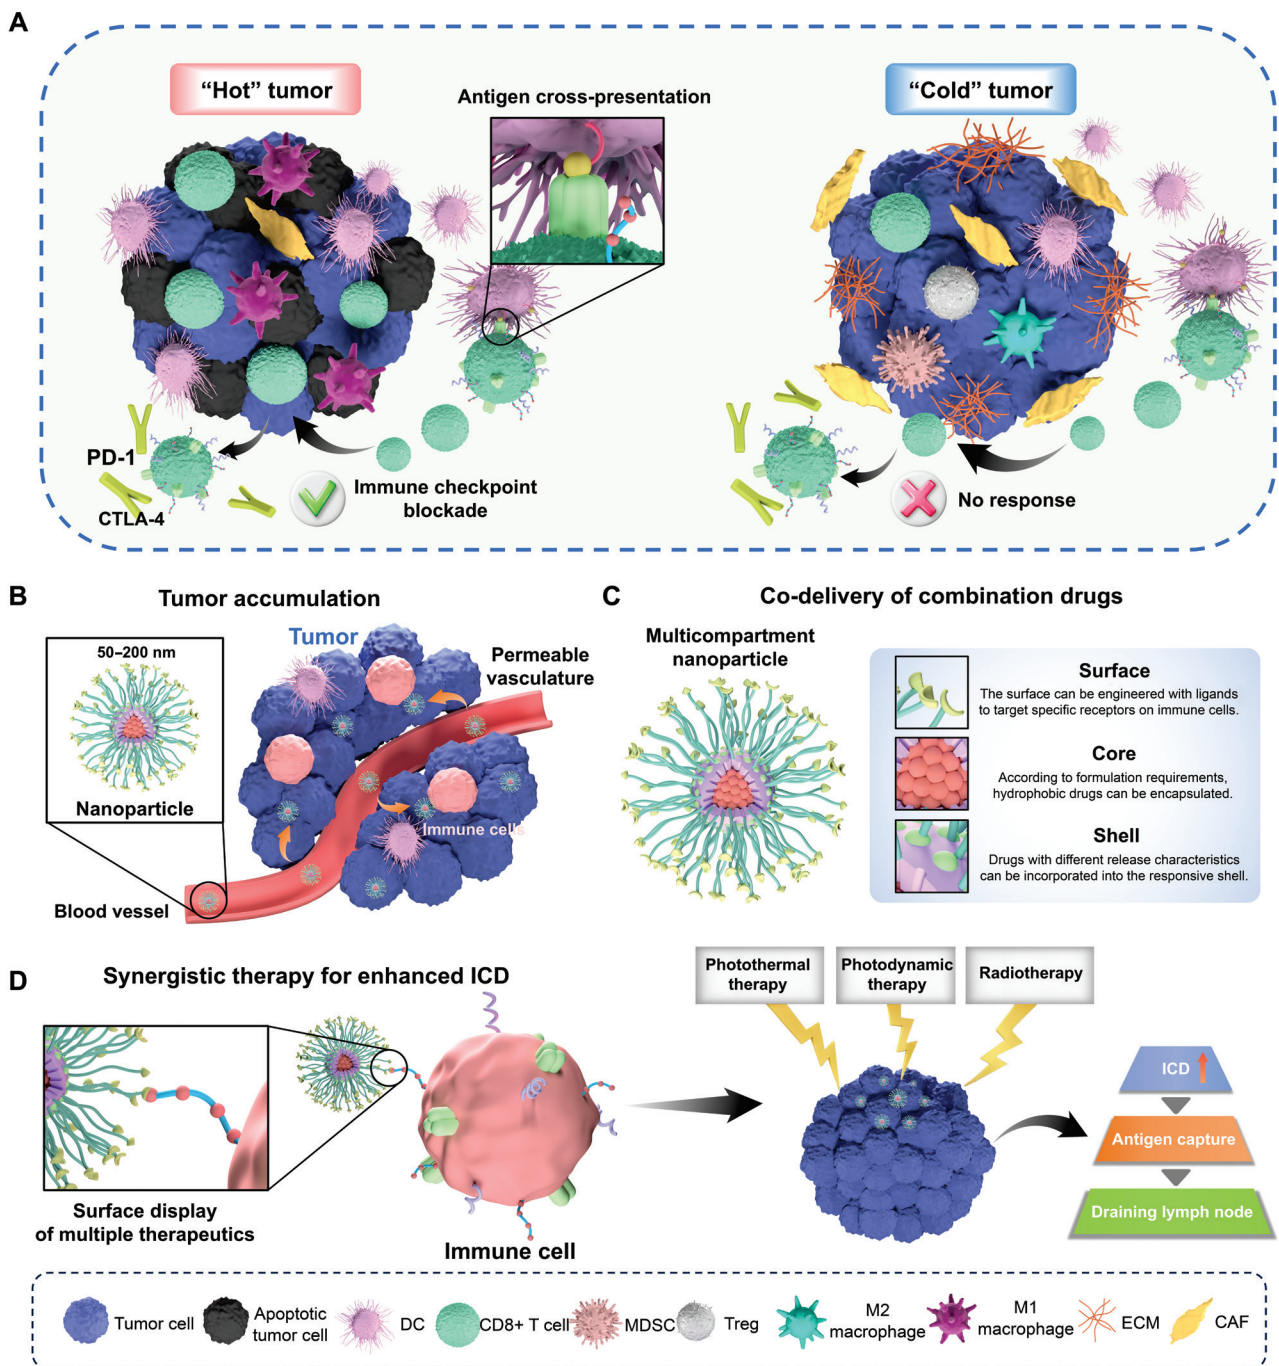 A
“Hot” tumor
Antigen cross-presentation
“Cold” tumor
PD-1
CTLA-4
Immune checkpoint
blockade
No response
B
Tumor accumulation
50–200 nm
Nanoparticle
Tumor
Permeable
vasculature
Immune cells
Blood vessel
C
Co-delivery of combination drugs
Multicompartment
nanoparticle
Surface
The surface can be engineered with ligands
to target specific receptors on immune cells.
Core
According to formulation requirements,
hydrophobic drugs can be encapsulated.
Shell
Drugs with different release characteristics
can be incorporated into the responsive shell.
D
Synergistic therapy for enhanced ICD
Surface display
of multiple therapeutics
Immune cell
Photothermal
therapy
Photodynamic
therapy
Radiotherapy
ICD
Antigen capture
Draining lymph node
Tumor cell
Apoptotic
tumor cell
DC
CD8+ T cell
MDSC
Treg
M2
macrophage
M1
macrophage
ECM
CAF